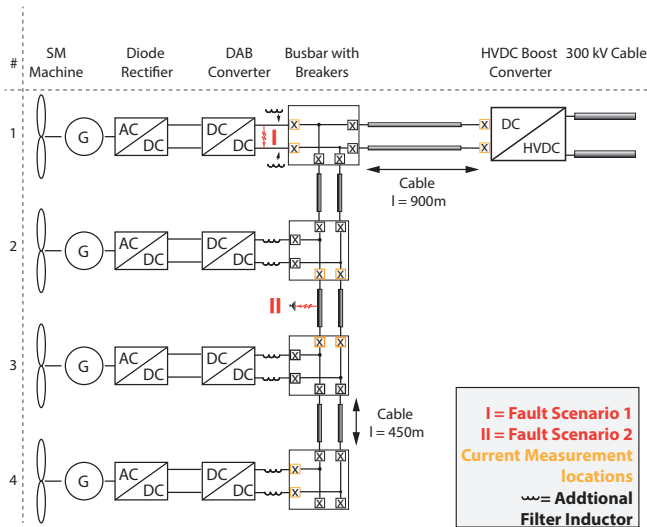 # SM Machine Diode Rectifier DAB Converter Busbar with Breakers HVDC Boost Converter 300 kV Cable
1 G AC DC DC DC I X X X X X X X X DC HVDC
Cable
l = 900m
2 G AC DC DC DC X X X X X X
II
3 G AC DC DC DC X X X X X X
Cable
l = 450m
4 G AC DC DC DC X X X X X X
I = Fault Scenario 1
II = Fault Scenario 2
Current Measurement
locations
= Addtional
Filter Inductor